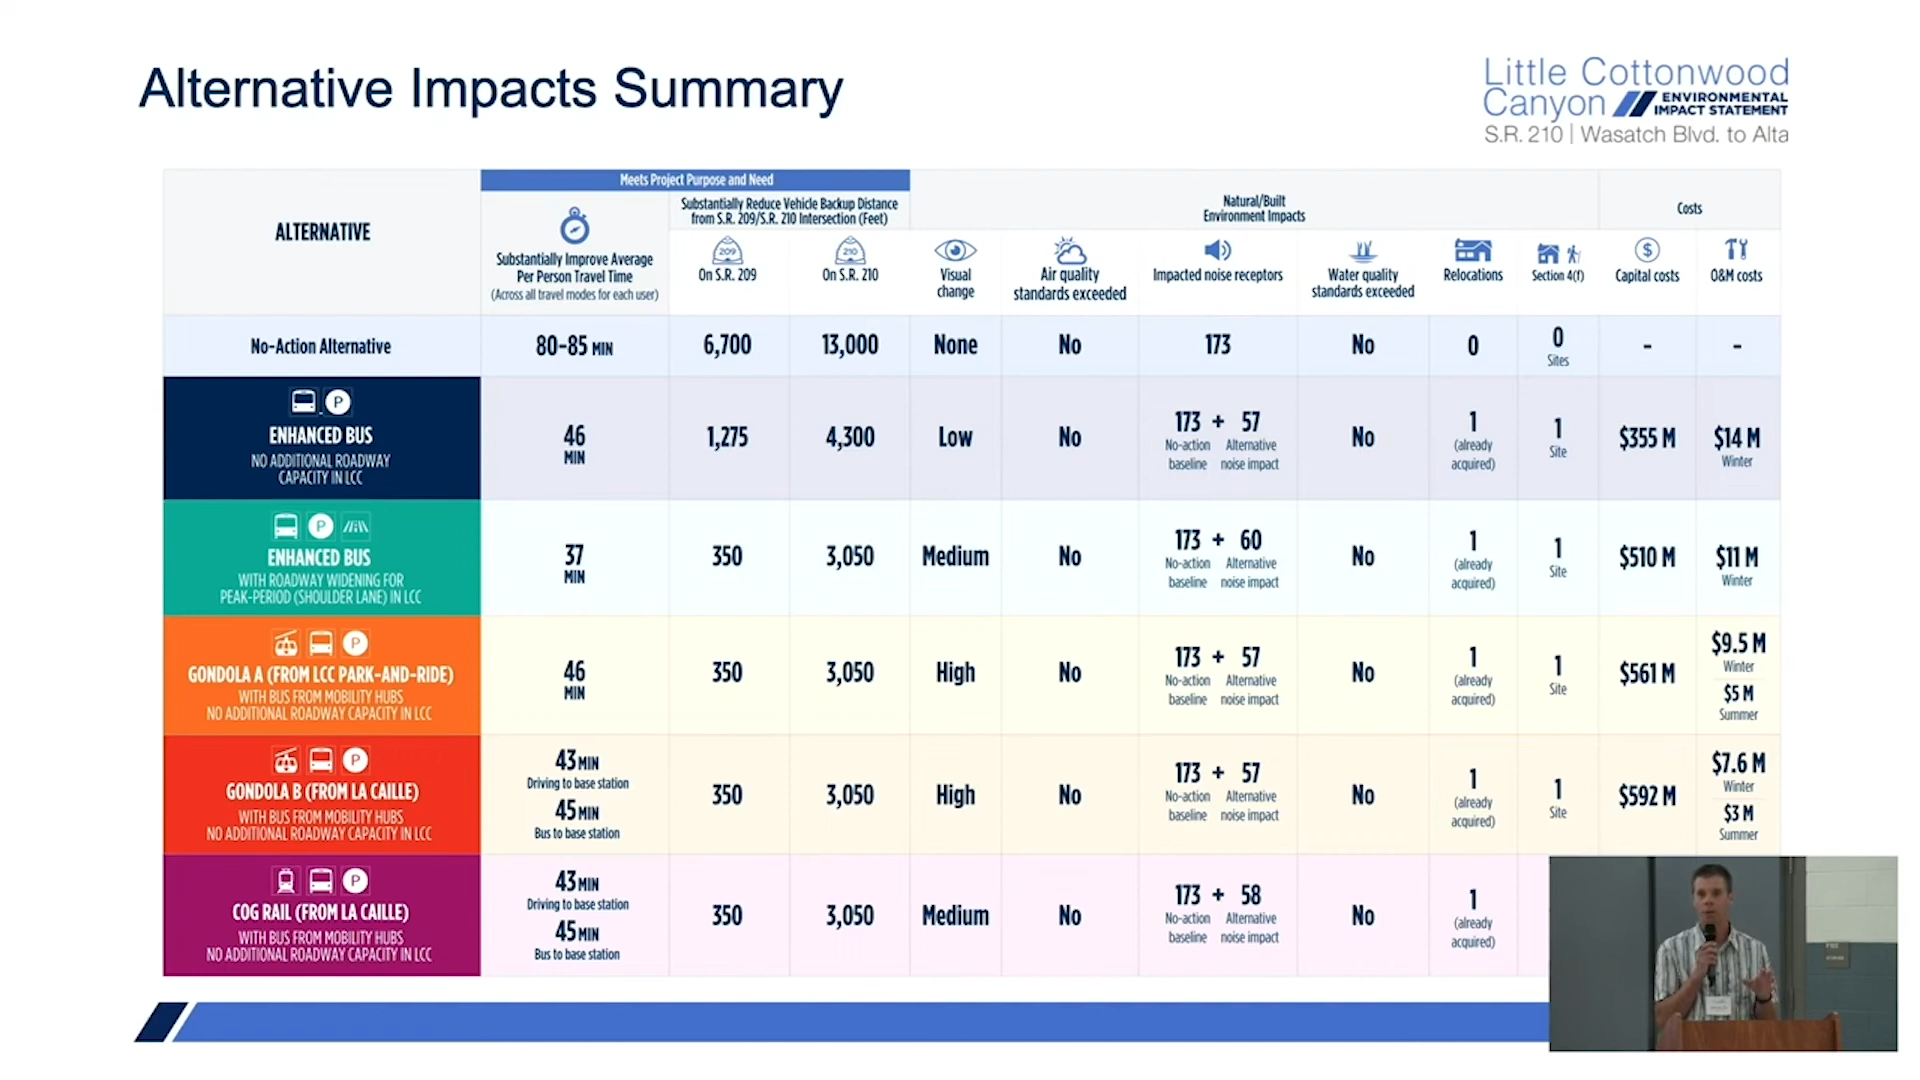 Alternative Impacts Summary
Little Cottonwood
Canyon ENVIRONMENTAL
IMPACT STATEMENT
S.R. 210 | Wasatch Blvd. to Alta
ALTERNATIVE
Meets Project Purpose and Need
Substantially Improve Average
Per Person Travel Time
(Across all travel modes for each user)
Substantially Reduce Vehicle Backup Distance
from S.R. 209/S.R. 210 Intersection (Feet)
209
On S.R. 209
210
On S.R. 210
Natural/Built
Environment Impacts
Visual
change
Air quality
standards exceeded
Impacted noise receptors
Water quality
standards exceeded
Relocations
Section 4(f)
Costs
$
Capital costs
O&M costs
No-Action Alternative
80-85 MIN
6,700
13,000
None
No
173
No
0
0
Sites
-
-
P
ENHANCED BUS
NO ADDITIONAL ROADWAY
CAPACITY IN LCC
46
MIN
1,275
4,300
Low
No
173 + 57
No-action Alternative
baseline noise impact
No
1
(already
acquired)
1
Site
$355 M
$14 M
Winter
P
ENHANCED BUS
WITH ROADWAY WIDENING FOR
PEAK-PERIOD (SHOULDER LANE) IN LCC
37
MIN
350
3,050
Medium
No
173 + 60
No-action Alternative
baseline noise impact
No
1
(already
acquired)
1
Site
$510 M
$11 M
Winter
P
GONDOLA A (FROM LCC PARK-AND-RIDE)
WITH BUS FROM MOBILITY HUBS
NO ADDITIONAL ROADWAY CAPACITY IN LCC
46
MIN
350
3,050
High
No
173 + 57
No-action Alternative
baseline noise impact
No
1
(already
acquired)
1
Site
$561 M
$9.5 M
Winter
$5 M
Summer
P
GONDOLA B (FROM LA CAILLE)
WITH BUS FROM MOBILITY HUBS
NO ADDITIONAL ROADWAY CAPACITY IN LCC
43 MIN
Driving to base station
45 MIN
Bus to base station
350
3,050
High
No
173 + 57
No-action Alternative
baseline noise impact
No
1
(already
acquired)
1
Site
$592 M
$7.6 M
Winter
$3 M
Summer
P
COG RAIL (FROM LA CAILLE)
WITH BUS FROM MOBILITY HUBS
NO ADDITIONAL ROADWAY CAPACITY IN LCC
43 MIN
Driving to base station
45 MIN
Bus to base station
350
3,050
Medium
No
173 + 58
No-action Alternative
baseline noise impact
No
1
(already
acquired)